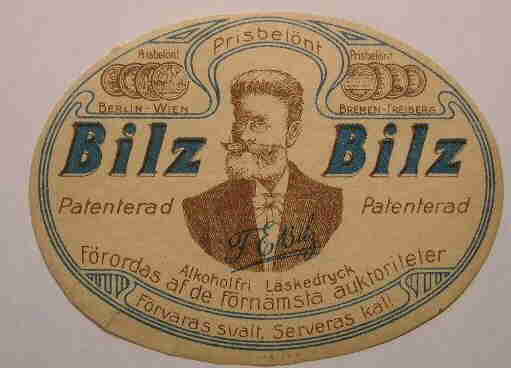 Prisbelönt
Prisbelönt
Prisbelönt
BERLIN - WIEN
BREMEN - FREIBERG
Bilz Bilz
Patenterad Patenterad
F. E. Bilz
Alkoholfri Läskedryck
Förordas af de förnämsta auktoriteter
Förvaras svalt, Serveras kall.